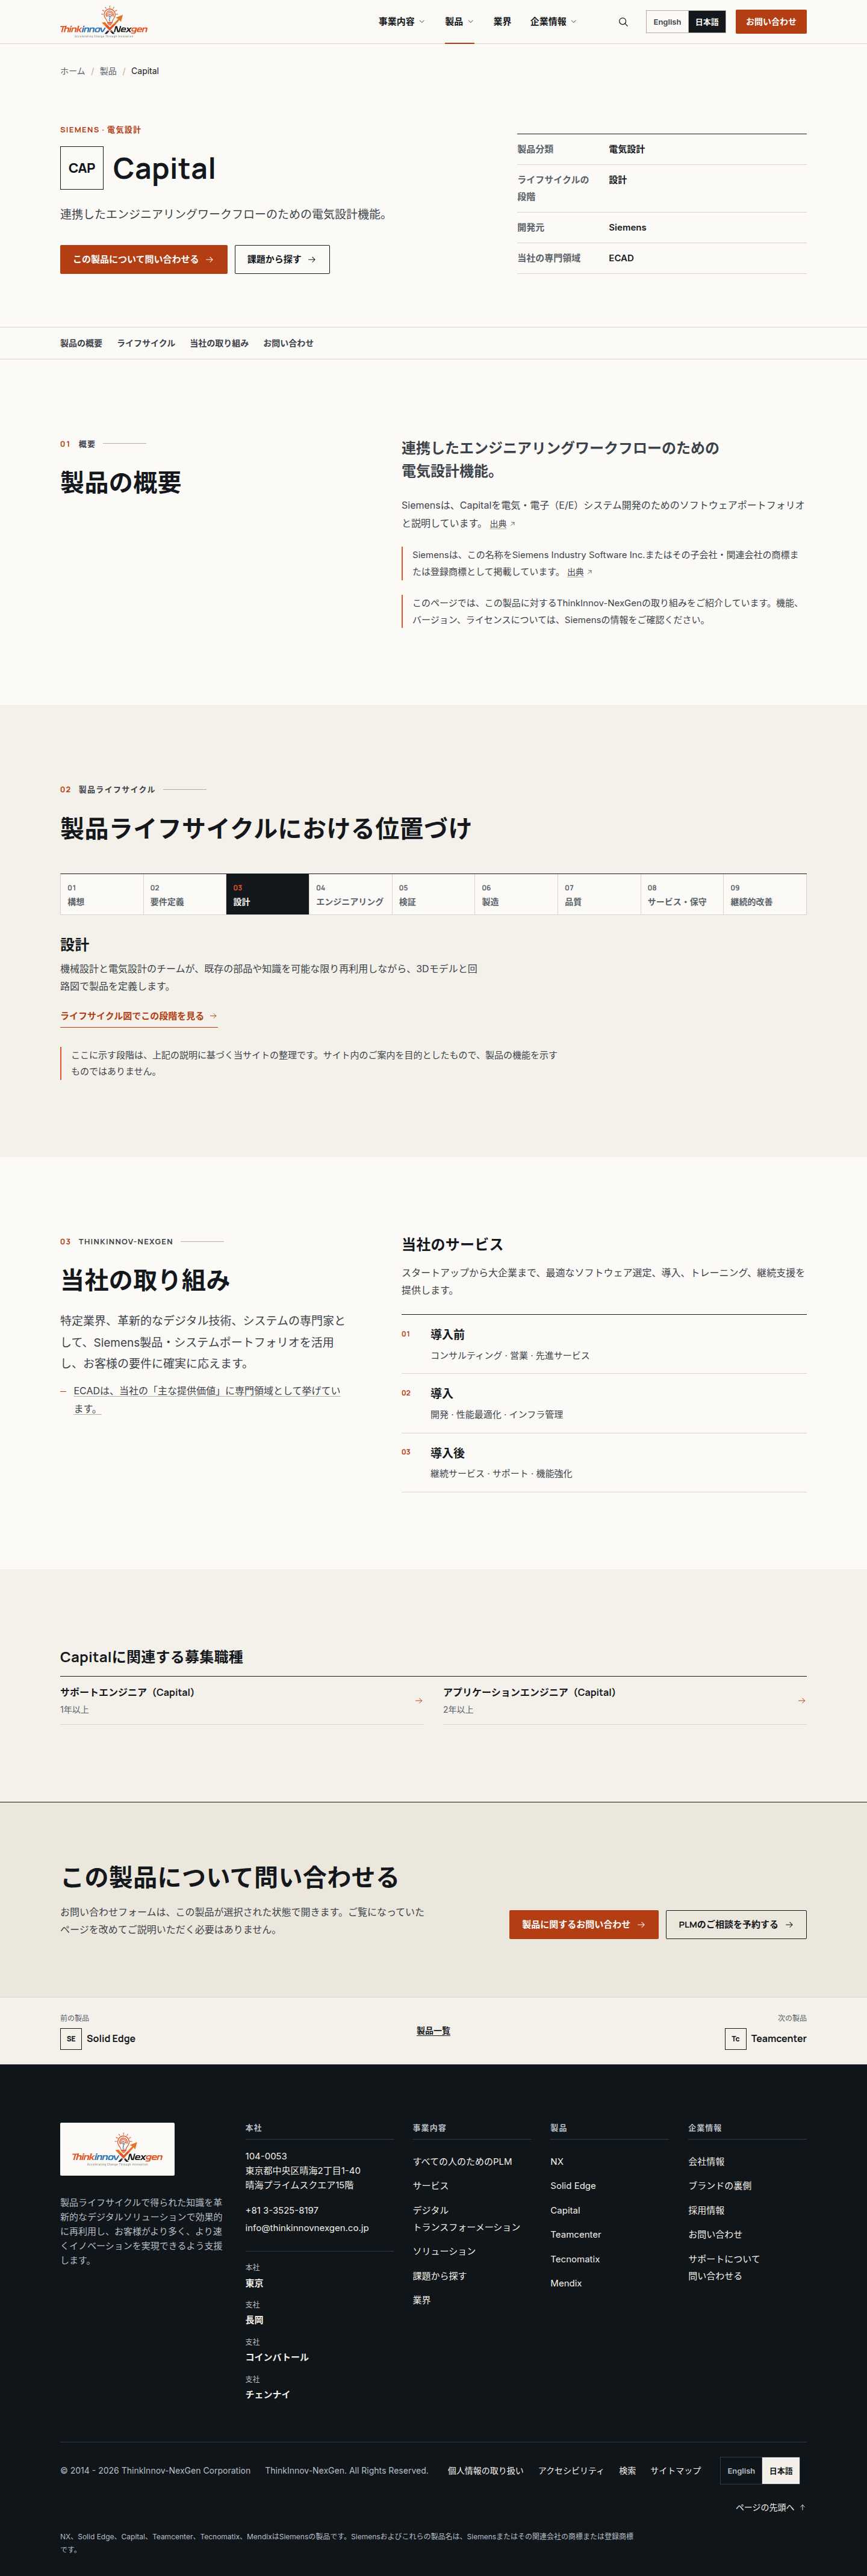 ThinkinnovXNexgen
事業内容
製品
業界
企業情報
English
日本語
お問い合わせ
ホーム / 製品 / Capital
SIEMENS · 電気設計
CAP
Capital
連携したエンジニアリングワークフローのための電気設計機能。
この製品について問い合わせる →
課題から探す →
製品分類 電気設計
ライフサイクルの 設計
段階
開発元 Siemens
当社の専門領域 ECAD
製品の概要 ライフサイクル 当社の取り組み お問い合わせ
01 概要
製品の概要
連携したエンジニアリングワークフローのための
電気設計機能。
Siemensは、Capitalを電気・電子（E/E）システム開発のためのソフトウェアポートフォリオ
と説明しています。 出典 ↗
Siemensは、この名称をSiemens Industry Software Inc.またはその子会社・関連会社の商標ま
たは登録商標として掲載しています。 出典 ↗
このページでは、この製品に対するThinkInnov-NexGenの取り組みをご紹介しています。機能、
バージョン、ライセンスについては、Siemensの情報をご確認ください。
02 製品ライフサイクル
製品ライフサイクルにおける位置づけ
01 構想
02 要件定義
03 設計
04 エンジニアリング
05 検証
06 製造
07 品質
08 サービス・保守
09 継続的改善
設計
機械設計と電気設計のチームが、既存の部品や知識を可能な限り再利用しながら、3Dモデルと回
路図で製品を定義します。
ライフサイクル図でこの段階を見る →
ここに示す段階は、上記の説明に基づく当サイトの整理です。サイト内のご案内を目的としたもので、製品の機能を示す
ものではありません。
03 THINKINNOV-NEXGEN
当社の取り組み
特定業界、革新的なデジタル技術、システムの専門家と
して、Siemens製品・システムポートフォリオを活用
し、お客様の要件に確実に応えます。
— ECADは、当社の「主な提供価値」に専門領域として挙げてい
ます。
当社のサービス
スタートアップから大企業まで、最適なソフトウェア選定、導入、トレーニング、継続支援を
提供します。
01 導入前
コンサルティング · 営業 · 先進サービス
02 導入
開発 · 性能最適化 · インフラ管理
03 導入後
継続サービス · サポート · 機能強化
Capitalに関連する募集職種
サポートエンジニア（Capital）
1年以上
→
アプリケーションエンジニア（Capital）
2年以上
→
この製品について問い合わせる
お問い合わせフォームは、この製品が選択された状態で開きます。ご覧になっていた
ページを改めてご説明いただく必要はありません。
製品に関するお問い合わせ →
PLMのご相談を予約する →
前の製品
SE Solid Edge
製品一覧
次の製品
Tc Teamcenter
ThinkinnovXNexgen
製品ライフサイクルで得られた知識を革
新的なデジタルソリューションで効果的
に再利用し、お客様がより多く、より速
くイノベーションを実現できるよう支援
します。
本社
104-0053
東京都中央区晴海2丁目1-40
晴海プライムスクエア15階
+81 3-3525-8197
info@thinkinnovnexgen.co.jp
本社
東京
支社
長岡
支社
コインバトール
支社
チェンナイ
事業内容
すべての人のためのPLM
サービス
デジタル
トランスフォーメーション
ソリューション
課題から探す
業界
製品
NX
Solid Edge
Capital
Teamcenter
Tecnomatix
Mendix
企業情報
会社情報
ブランドの裏側
採用情報
お問い合わせ
サポートについて
問い合わせる
© 2014 - 2026 ThinkInnov-NexGen Corporation
ThinkInnov-NexGen. All Rights Reserved.
個人情報の取り扱い
アクセシビリティ
検索
サイトマップ
English
日本語
ページの先頭へ ↑
NX、Solid Edge、Capital、Teamcenter、Tecnomatix、MendixはSiemensの製品です。Siemensおよびこれらの製品名は、Siemensまたはその関連会社の商標または登録商標
です。